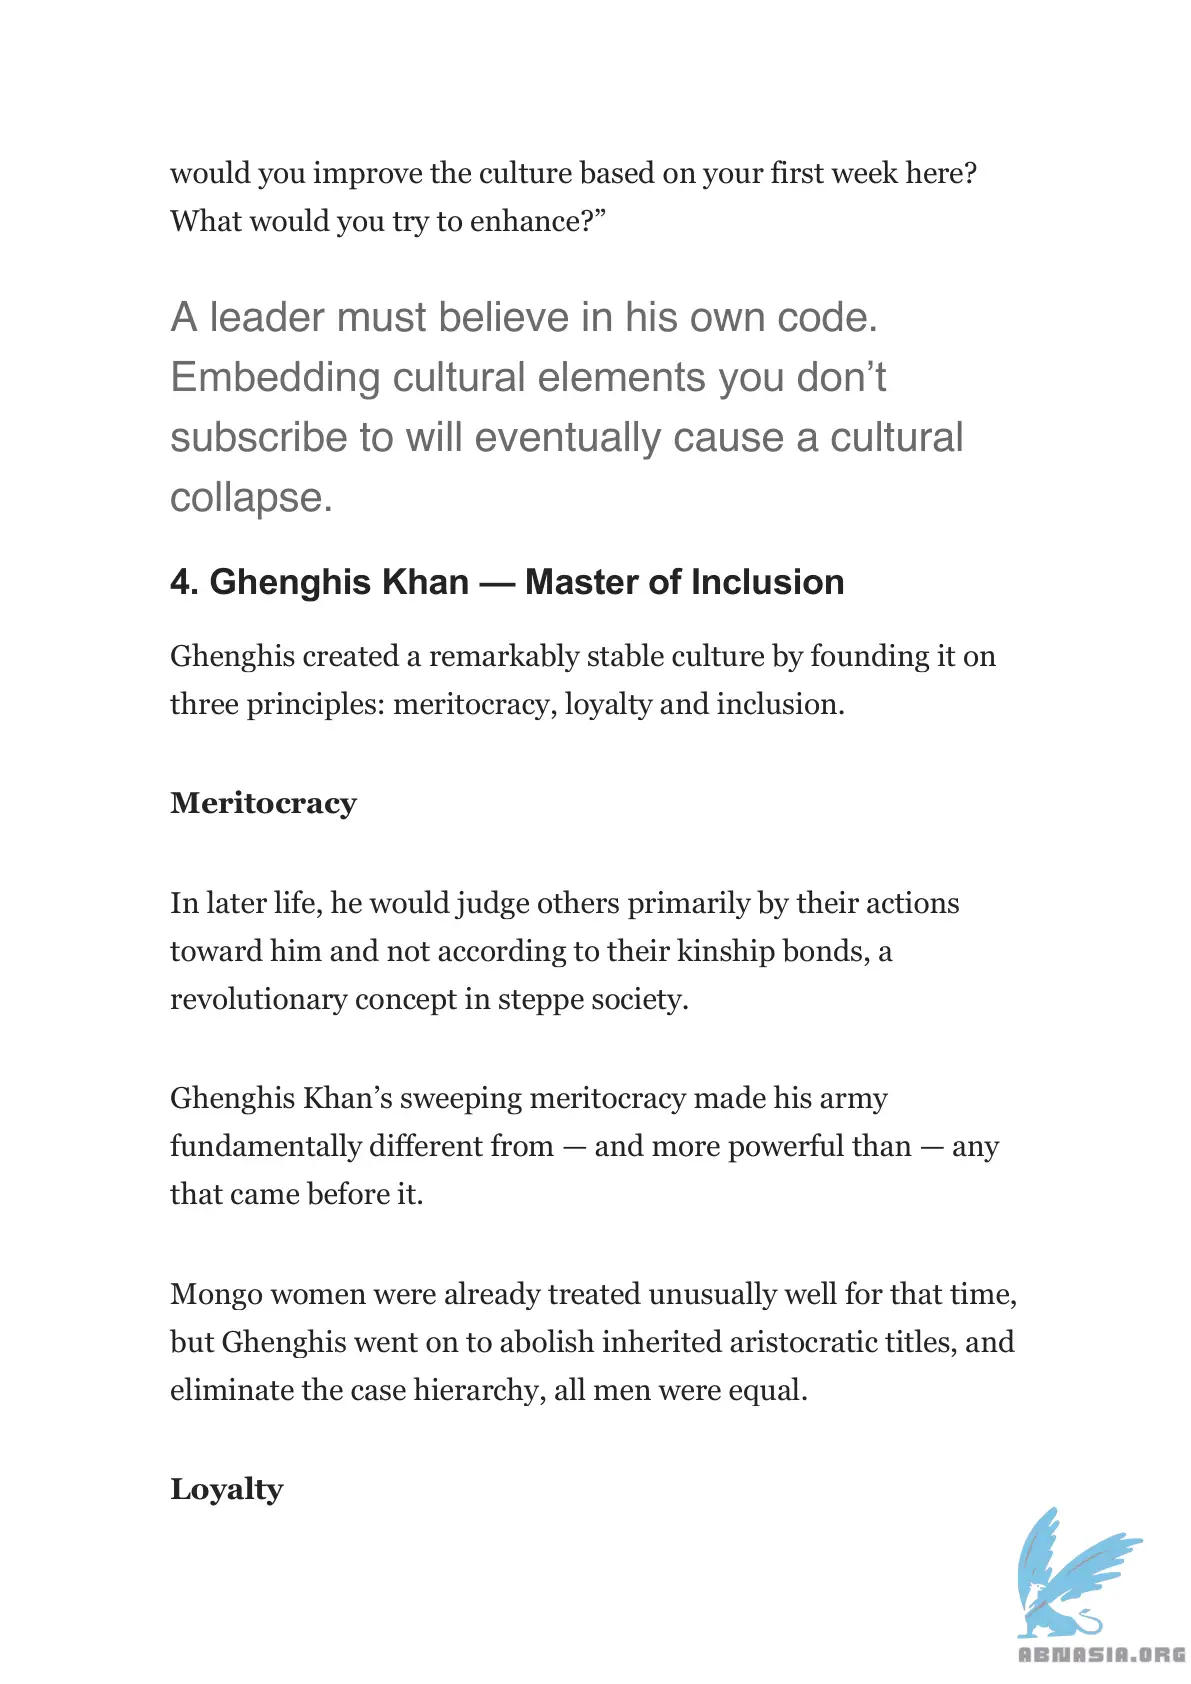 would you improve the culture based on your first week here?
What would you try to enhance?”
A leader must believe in his own code.
Embedding cultural elements you don’t
subscribe to will eventually cause a cultural
collapse.
4. Ghenghis Khan — Master of Inclusion
Ghenghis created a remarkably stable culture by founding it on
three principles: meritocracy, loyalty and inclusion.
Meritocracy
In later life, he would judge others primarily by their actions
toward him and not according to their kinship bonds, a
revolutionary concept in steppe society.
Ghenghis Khan’s sweeping meritocracy made his army
fundamentally different from — and more powerful than — any
that came before it.
Mongo women were already treated unusually well for that time,
but Ghenghis went on to abolish inherited aristocratic titles, and
eliminate the case hierarchy, all men were equal.
Loyalty
ABNASIA.ORG